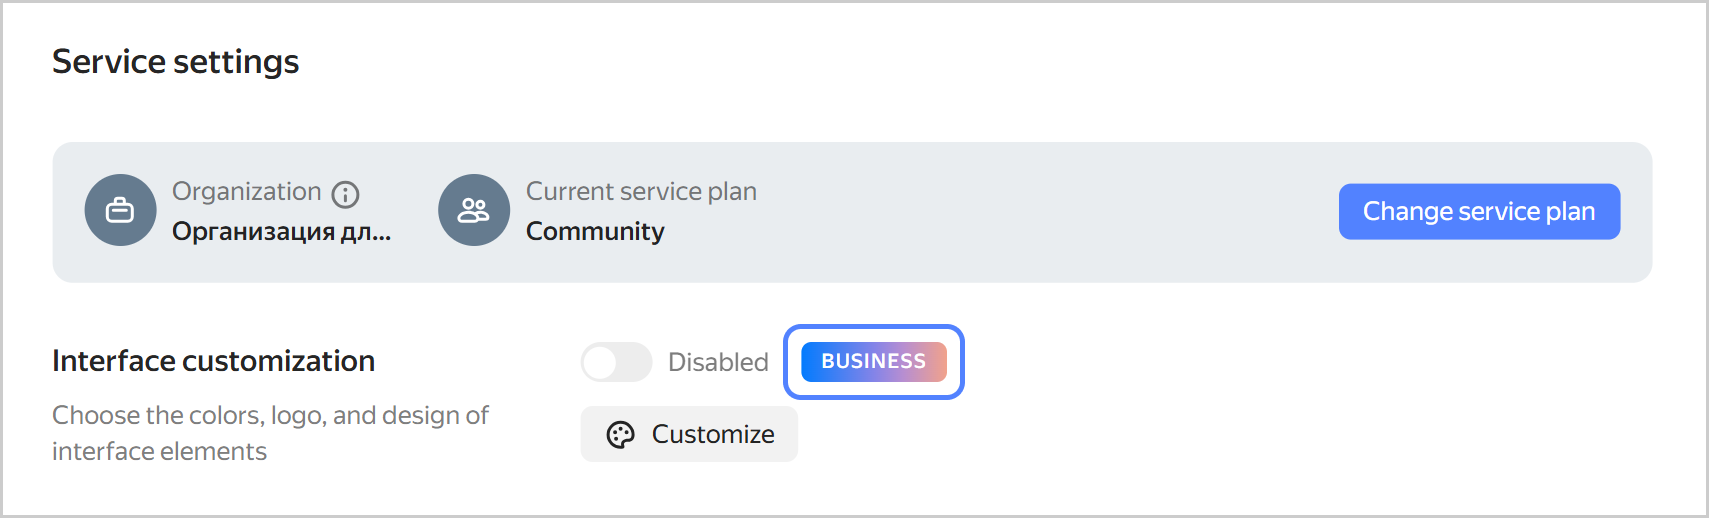 Service settings
Organization
Организация дл...
Current service plan
Community
Change service plan
Interface customization
Disabled
BUSINESS
Choose the colors, logo, and design of
interface elements
Customize